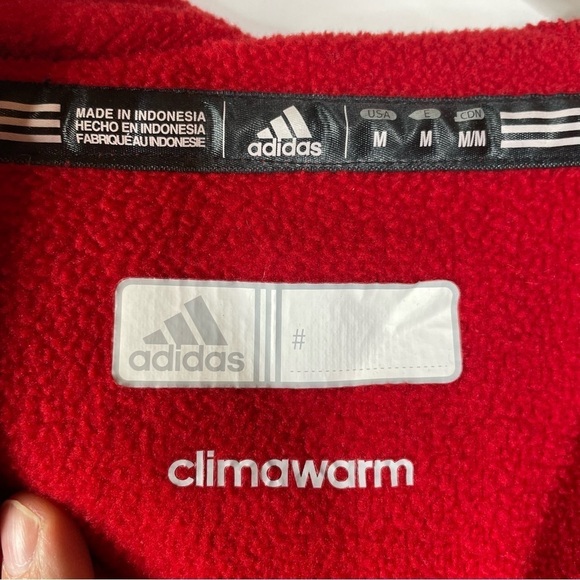 MADE IN INDONESIA
HECHO EN INDONESIA
FABRIQUÉ AU INDONESIE
adidas
USA E CDN
M M M/M
adidas #
climawarm